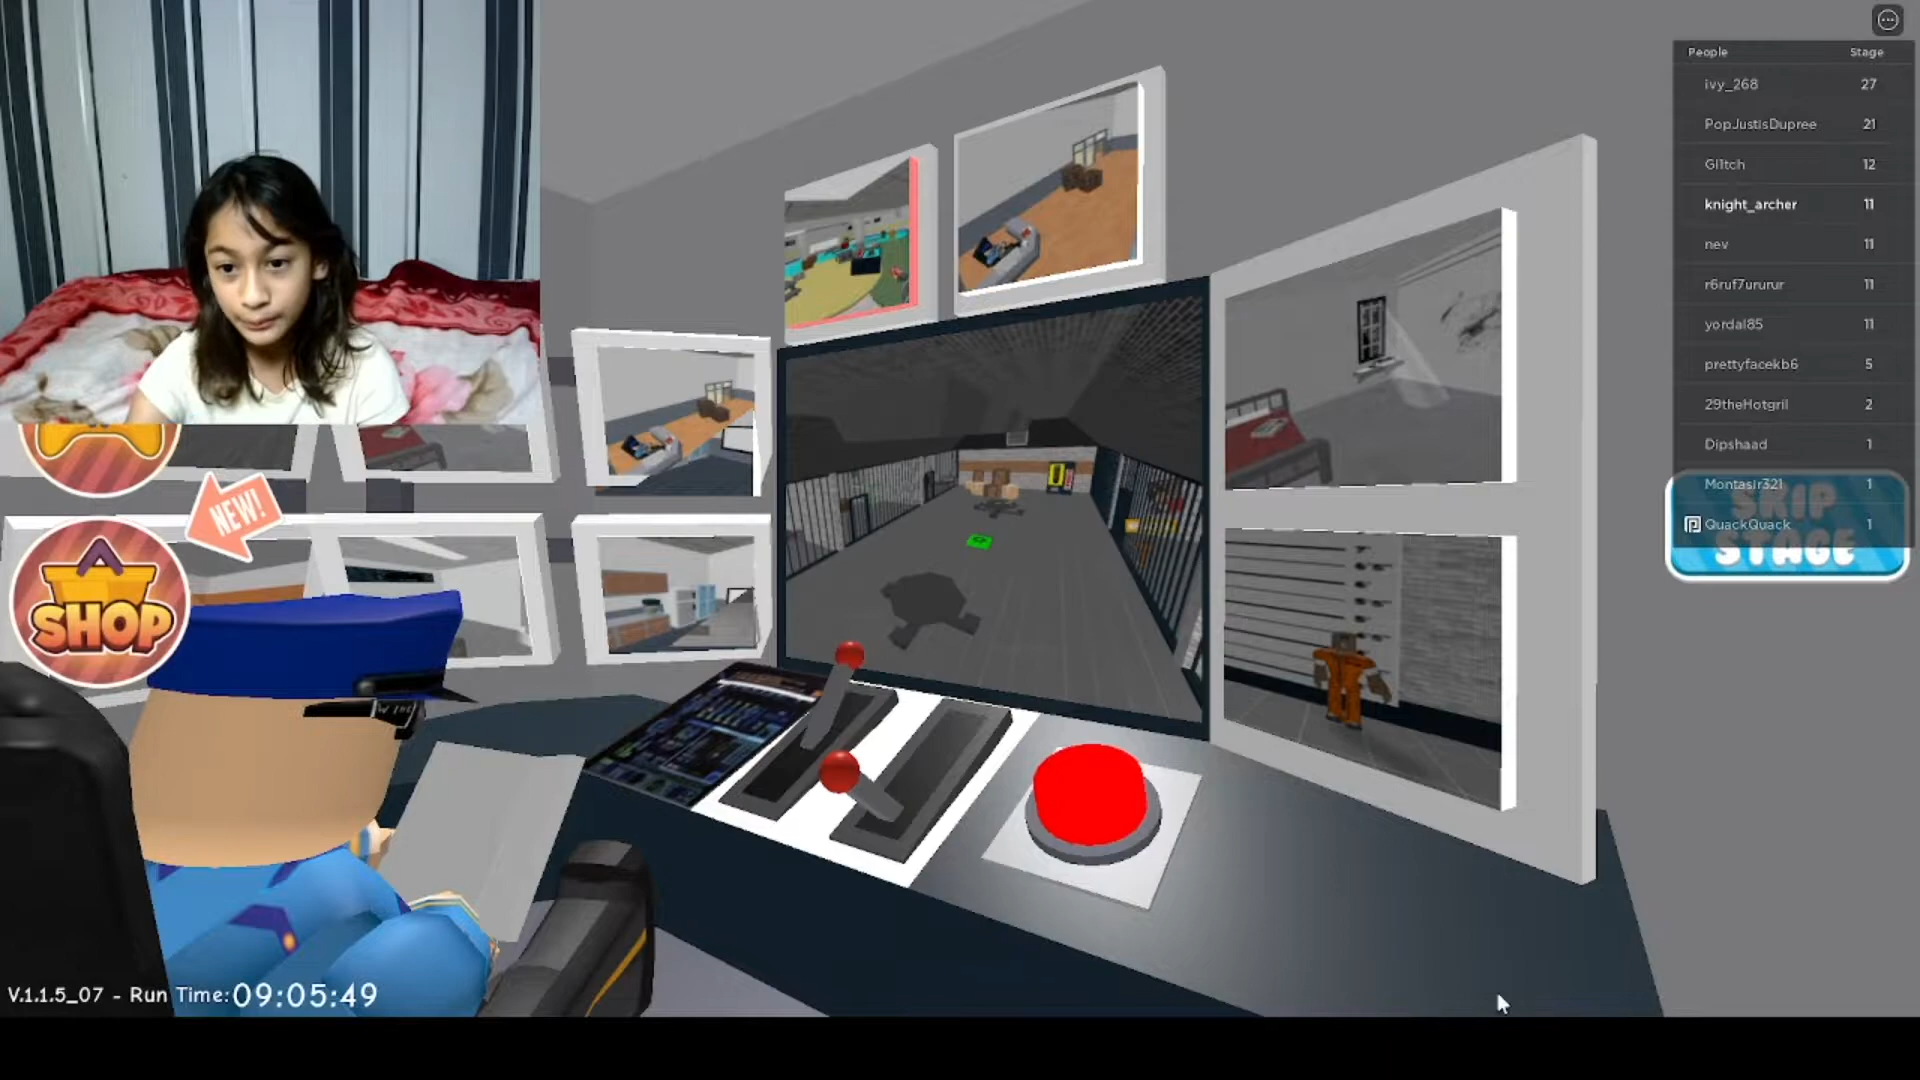 People Stage
ivy_268 27
PopJustisDupree 21
Gl1tch 12
knight_archer 11
nev 11
r6ruf7ururur 11
yordal85 11
prettyfacekb6 5
29theHotgril 2
Dipshaad 1
Montasir321 1
QuackQuack 1
SKIP
STAGE
NEW!
SHOP
V.1.1.5_07 - Run Time:09:05:49